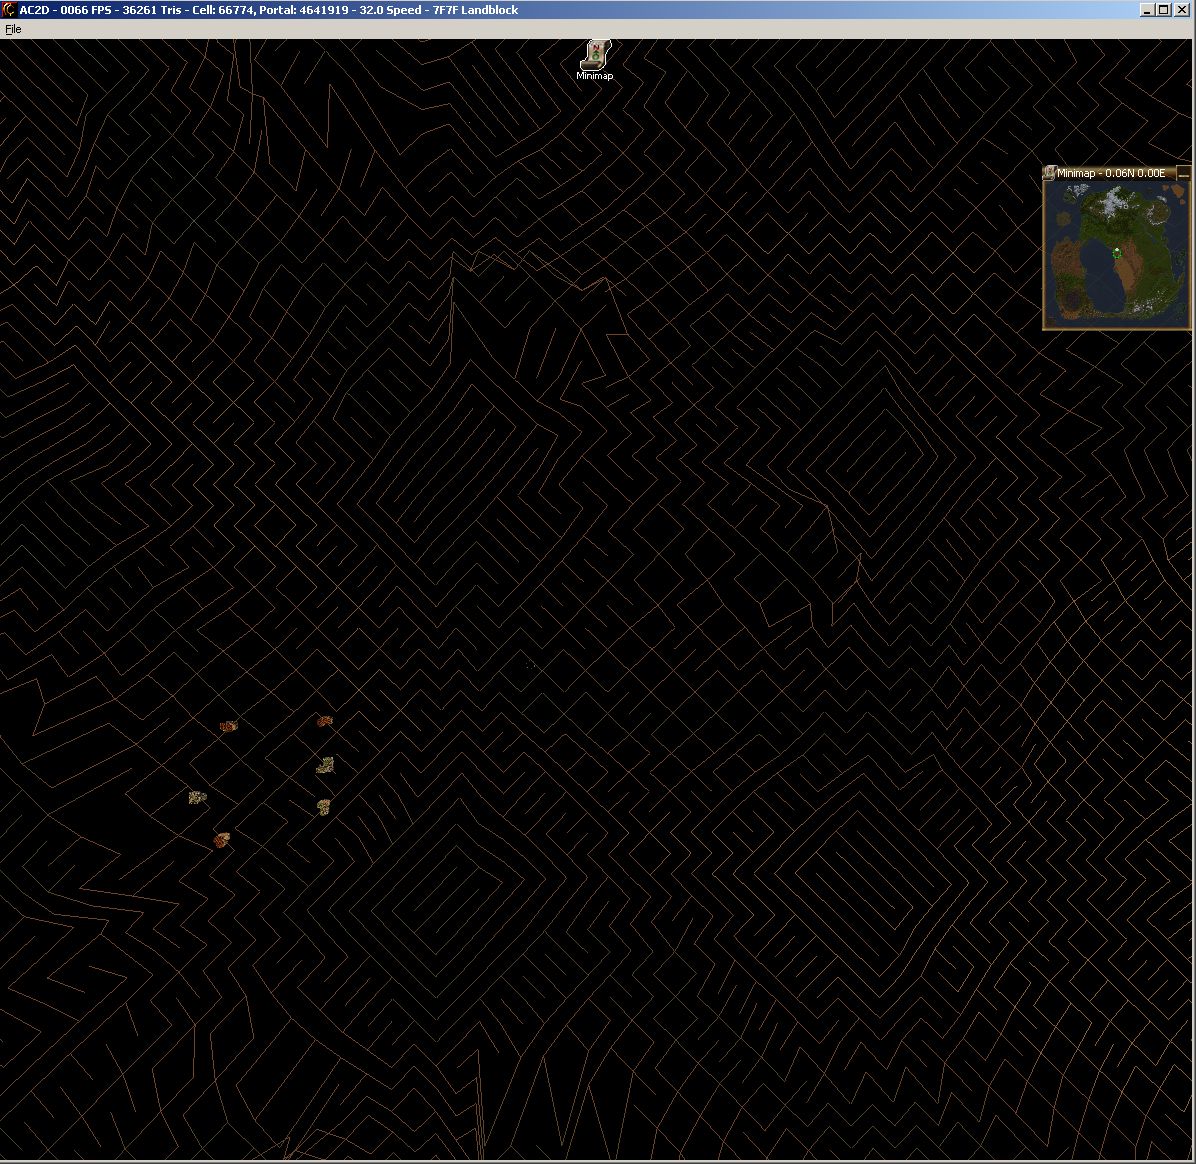 AC2D - 0066 FPS - 36261 Tris - Cell: 66774, Portal: 4641919 - 32.0 Speed - 7F7F Landblock
File
Minimap
Minimap - 0.06N 0.00E